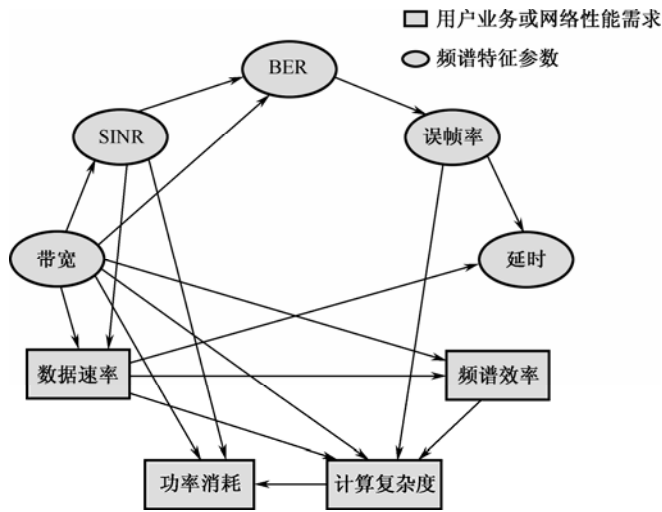 用户业务或网络性能需求
频谱特征参数
BER
SINR
误帧率
带宽
延时
数据速率
频谱效率
功率消耗
计算复杂度